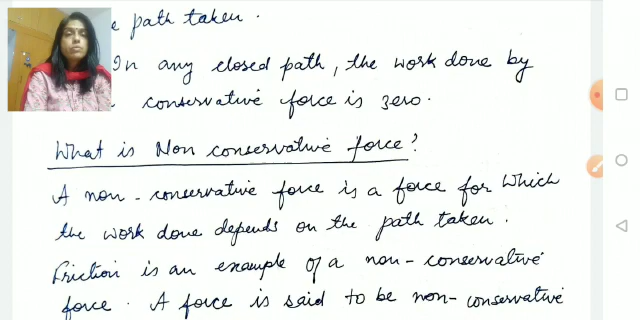 e path taken.
In any closed path, the work done by
conservative force is zero.
What is Non conservative force?
A non-conservative force is a force for which
the work done depends on the path taken.
Friction is an example of a non-conservative
force. A force is said to be non-conservative